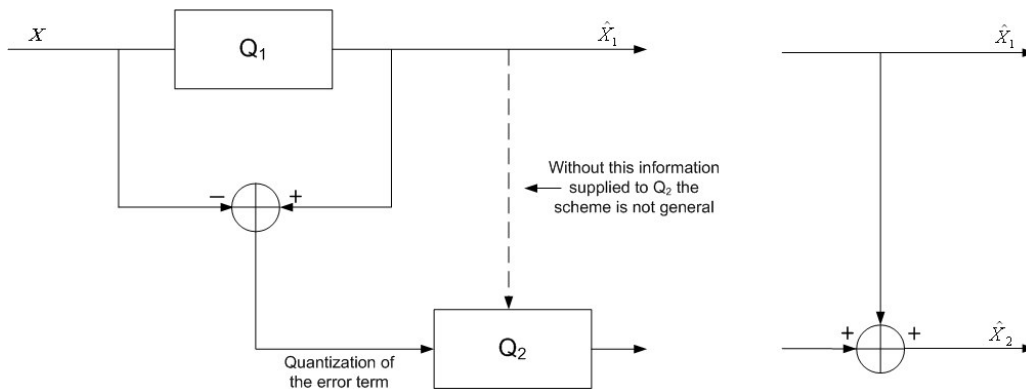 X
Q₁
X̂₁
X̂₁
Without this information
supplied to Q₂ the
scheme is not general
− +
Q₂
Quantization of
the error term
+ +
X̂₂